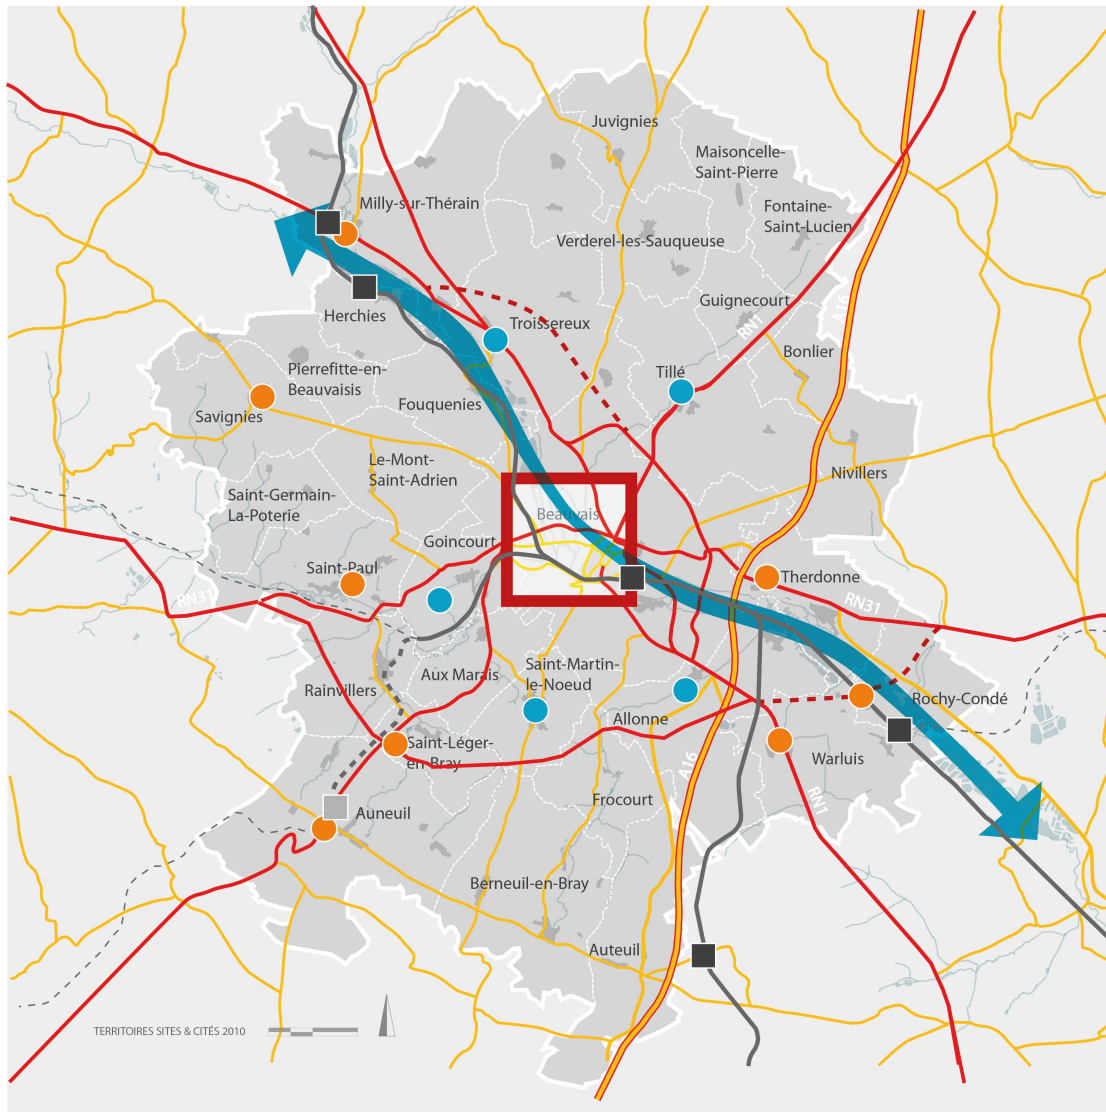 Juvignies
Maisoncelle-
Saint-Pierre
Milly-sur-Thérain
Fontaine-
Saint-Lucien
Verderel-les-Sauqueuse
Guignecourt
A16
Herchies
Troissereux
RN1
Bonlier
Pierrefitte-en-
Beauvaisis
Tillé
Savignies
Fouquenies
Le-Mont-
Saint-Adrien
Nivillers
Saint-Germain-
La-Poterie
Beauvais
Goincourt
Saint-Paul
Therdonne
RN31
RN31
Saint-Martin-
le-Noeud
Aux Marais
Rainvillers
Rochy-Condé
Allonne
Saint-Léger-
en-Bray
Warluis
A16
RN1
Frocourt
Auneuil
Berneuil-en-Bray
Auteuil
TERRITOIRES SITES & CITÉS 2010